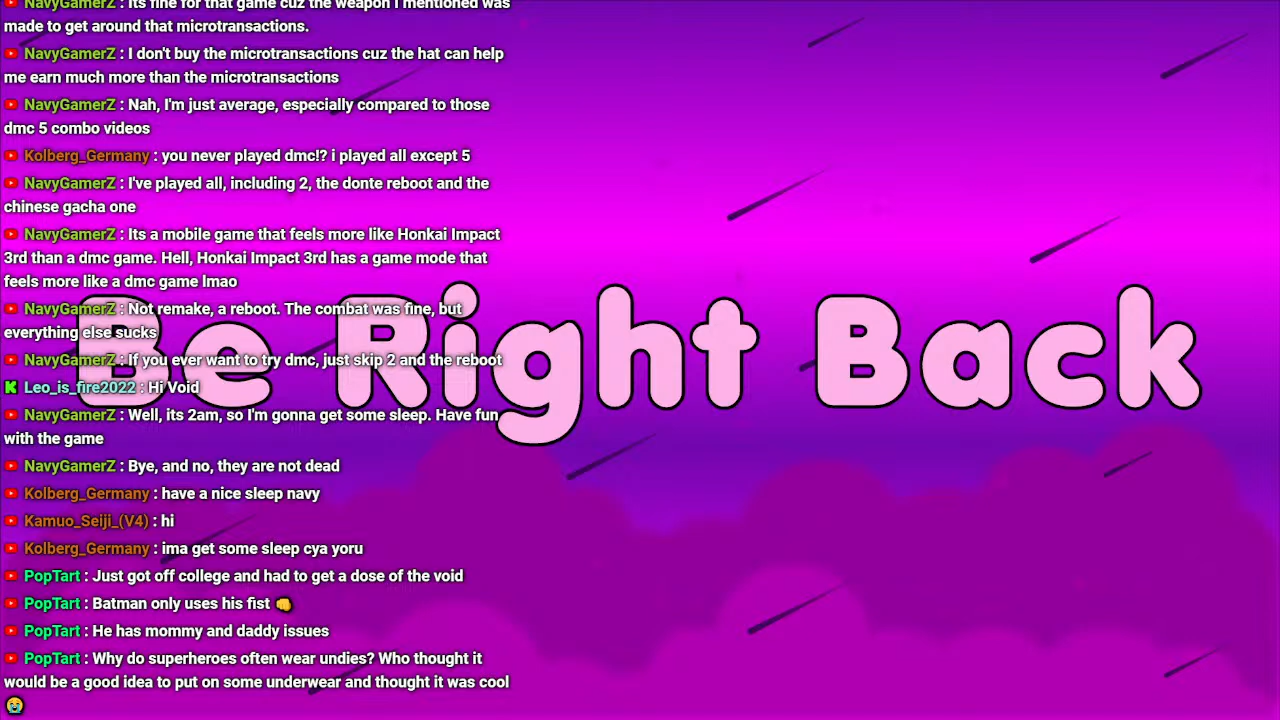 NavyGamerZ : Its fine for that game cuz the weapon I mentioned was
made to get around that microtransactions.
NavyGamerZ : I don't buy the microtransactions cuz the hat can help
me earn much more than the microtransactions
NavyGamerZ : Nah, I'm just average, especially compared to those
dmc 5 combo videos
Kolberg_Germany : you never played dmc!? i played all except 5
NavyGamerZ : I've played all, including 2, the donte reboot and the
chinese gacha one
NavyGamerZ : Its a mobile game that feels more like Honkai Impact
3rd than a dmc game. Hell, Honkai Impact 3rd has a game mode that
feels more like a dmc game lmao
NavyGamerZ : Not remake, a reboot. The combat was fine, but
everything else sucks
NavyGamerZ : If you ever want to try dmc, just skip 2 and the reboot
Leo_is_fire2022 : Hi Void
NavyGamerZ : Well, its 2am, so I'm gonna get some sleep. Have fun
with the game
NavyGamerZ : Bye, and no, they are not dead
Kolberg_Germany : have a nice sleep navy
Kamuo_Seiji_(V4) : hi
Kolberg_Germany : ima get some sleep cya yoru
PopTart : Just got off college and had to get a dose of the void
PopTart : Batman only uses his fist 👊
PopTart : He has mommy and daddy issues
PopTart : Why do superheroes often wear undies? Who thought it
would be a good idea to put on some underwear and thought it was cool
😭
Be Right Back